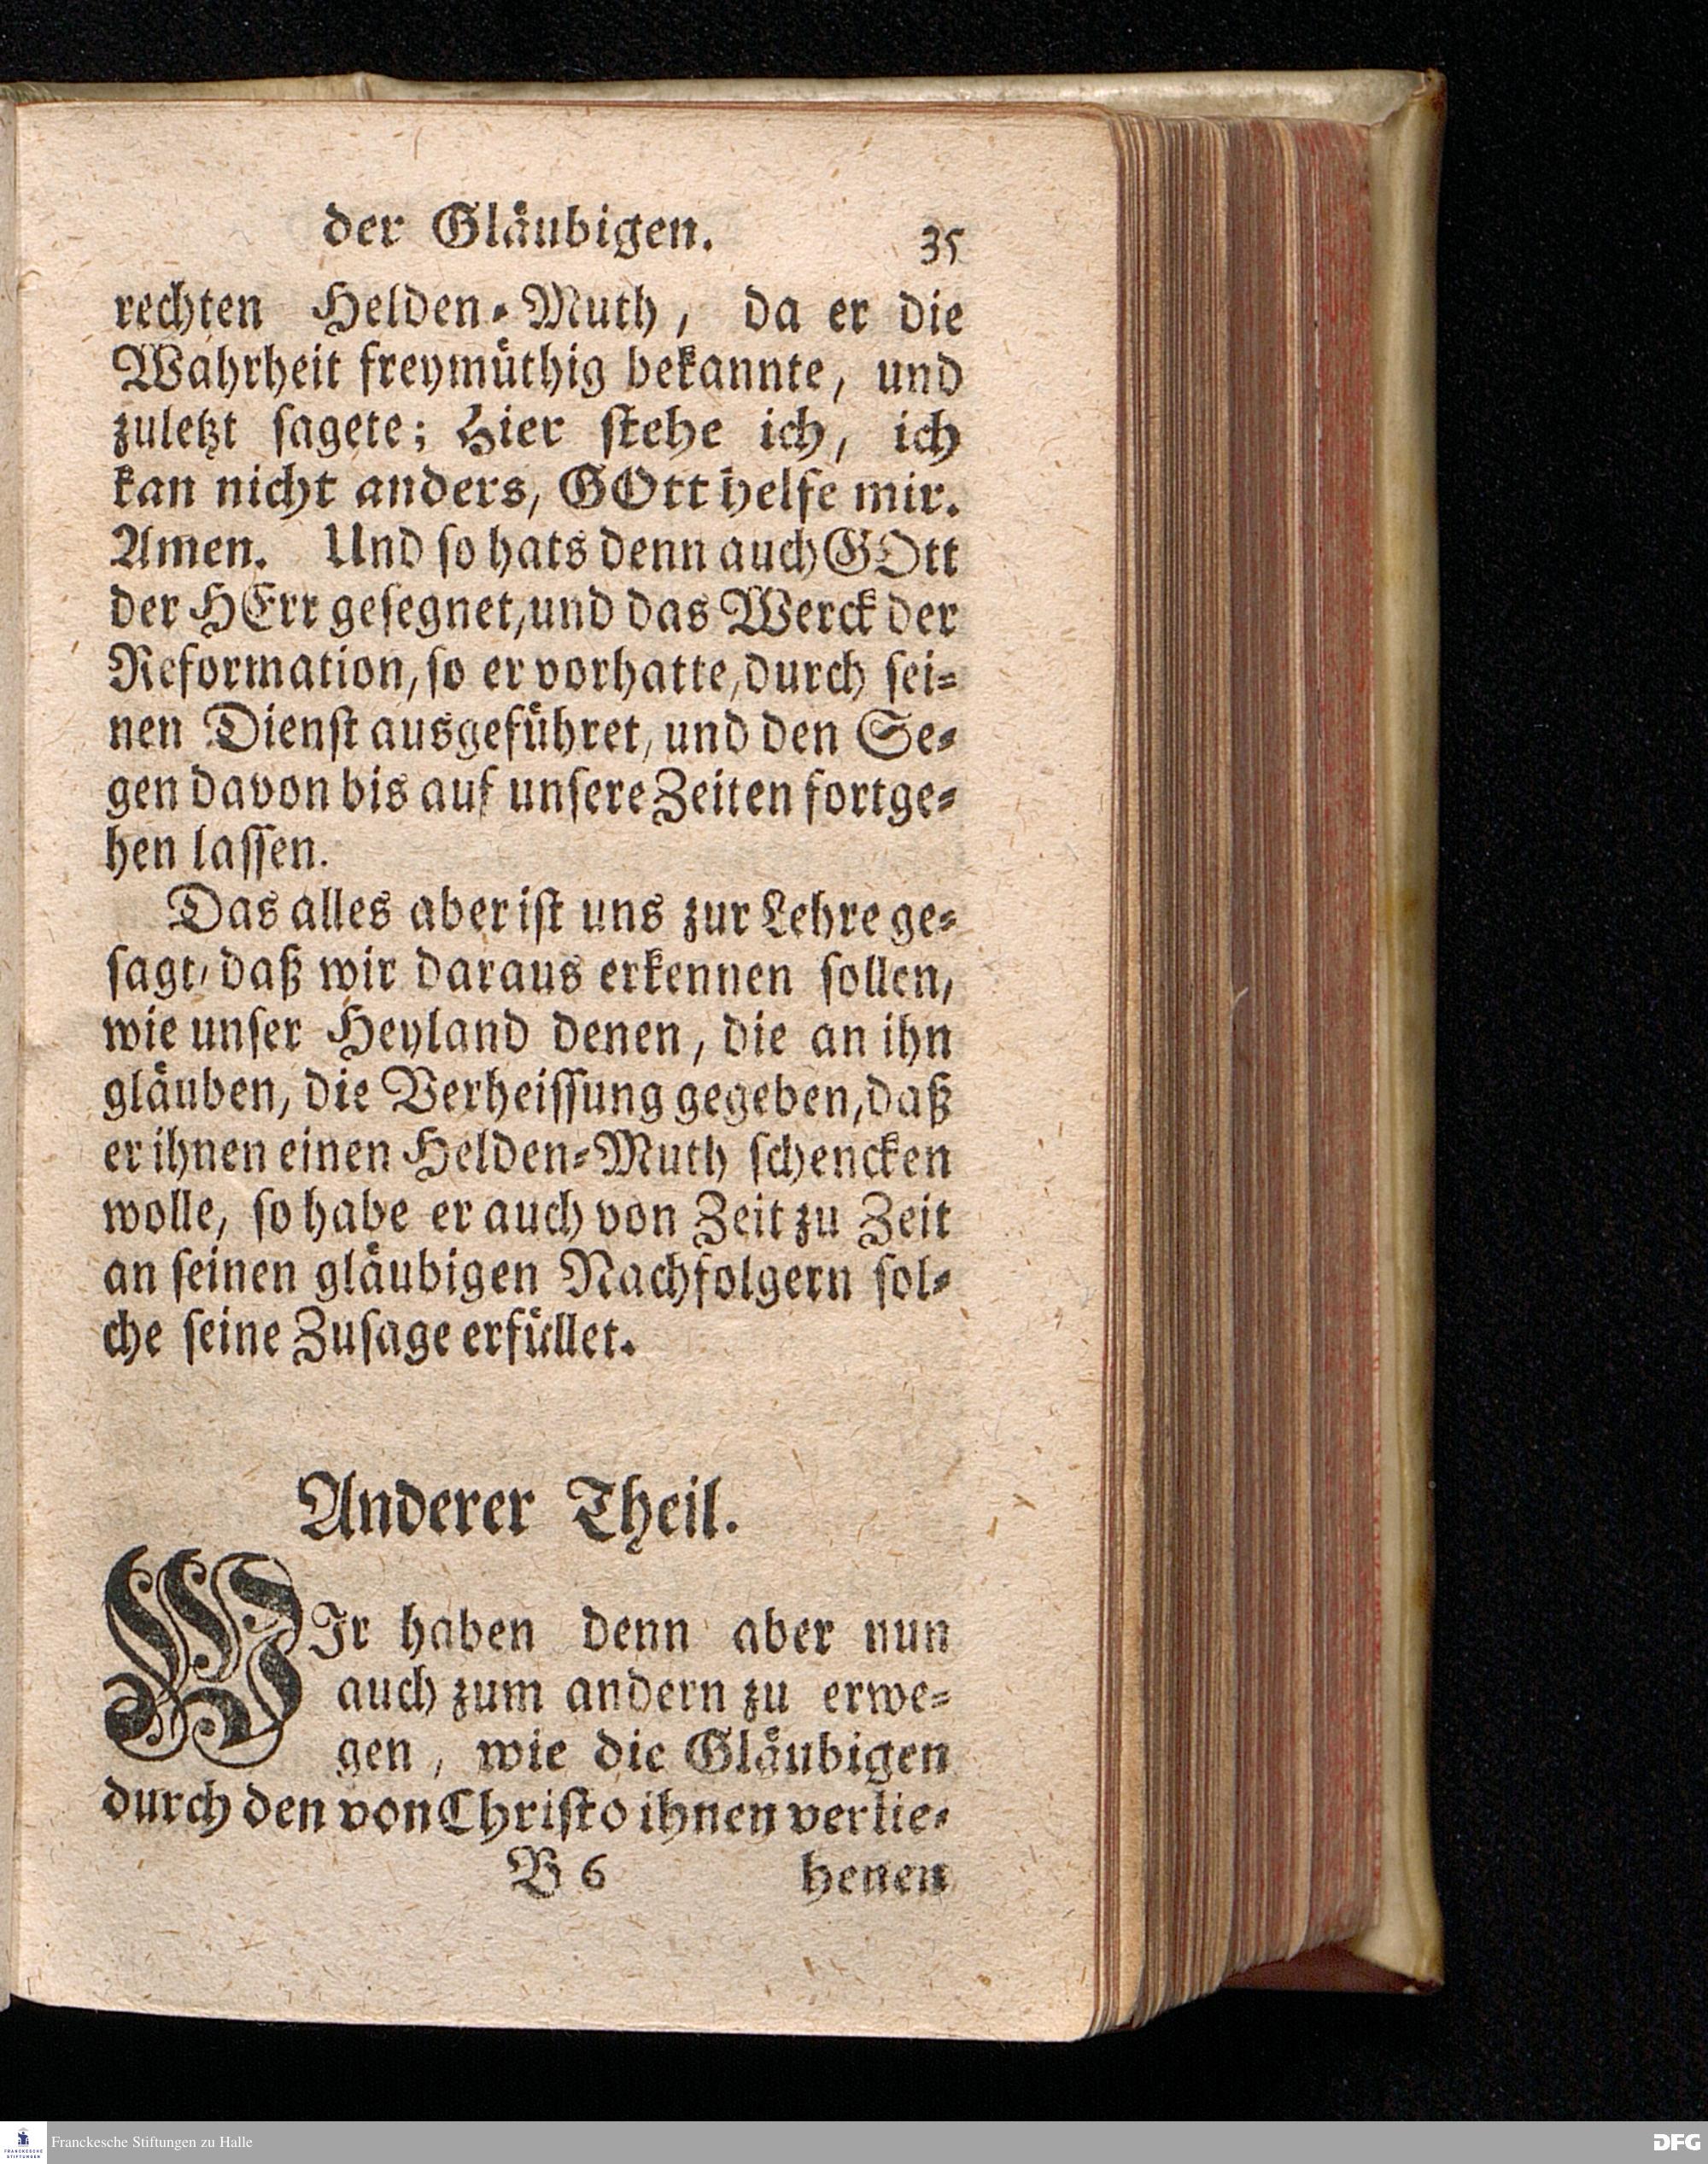 der Gläubigen. 35
rechten Helden-Muth, da er die
Wahrheit freymüthig bekannte, und
zuletzt sagete; Hier stehe ich, ich
kan nicht anders, GOtt helfe mir.
Amen. Und so hats denn auch GOtt
der HErr gesegnet, und das Werck der
Reformation, so er vorhatte, durch sei-
nen Dienst ausgeführet, und den Se-
gen davon bis auf unsere Zeiten fortge-
hen lassen.
Das alles aber ist uns zur Lehre ge-
sagt, daß wir daraus erkennen sollen,
wie unser Heyland denen, die an ihn
gläuben, die Verheissung gegeben, daß
er ihnen einen Helden-Muth schencken
wolle, so habe er auch von Zeit zu Zeit
an seinen gläubigen Nachfolgern sol-
che seine Zusage erfüllet.
Anderer Theil.
WIr haben denn aber nun
auch zum andern zu erwe-
gen, wie die Gläubigen
durch den von Christo ihnen verlie-
B 6 henen
FRANCKESCHE STIFTUNGEN
Franckesche Stiftungen zu Halle
DFG